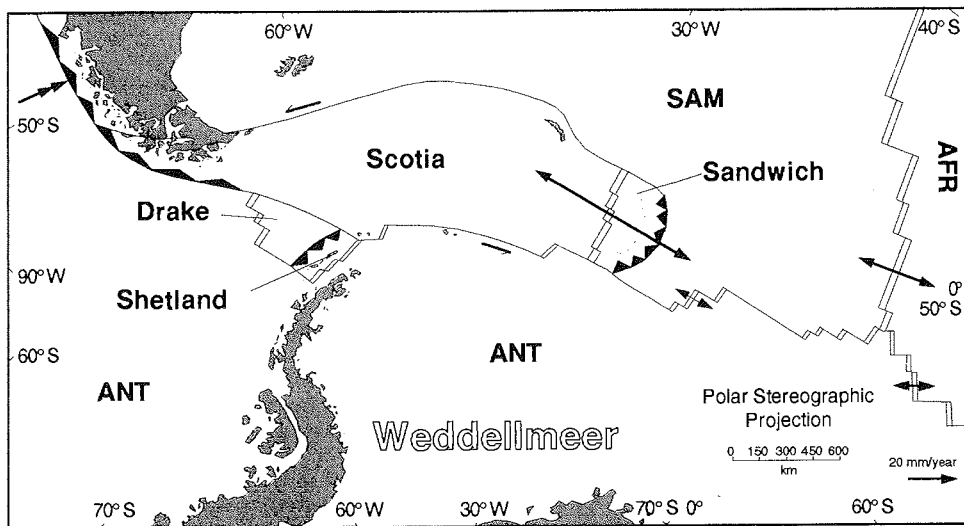 60°W
30°W
40°S
SAM
50°S
AFR
Scotia
Sandwich
Drake
90°W
0°
50°S
Shetland
60°S
ANT
ANT
Polar Stereographic
Projection
Weddellmeer
0 150 300 450 600
km
20 mm/year
70°S
60°W
70°S 0°
60°S